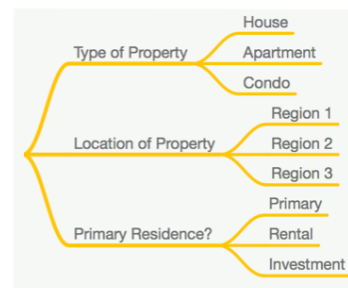 House
Type of Property
Apartment
Condo
Region 1
Location of Property
Region 2
Region 3
Primary
Primary Residence?
Rental
Investment